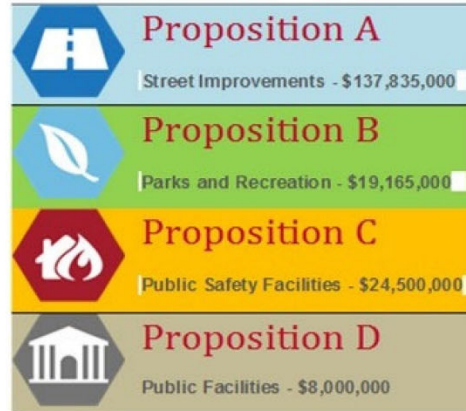 Proposition A
Street Improvements - $137,835,000
Proposition B
Parks and Recreation - $19,165,000
Proposition C
Public Safety Facilities - $24,500,000
Proposition D
Public Facilities - $8,000,000